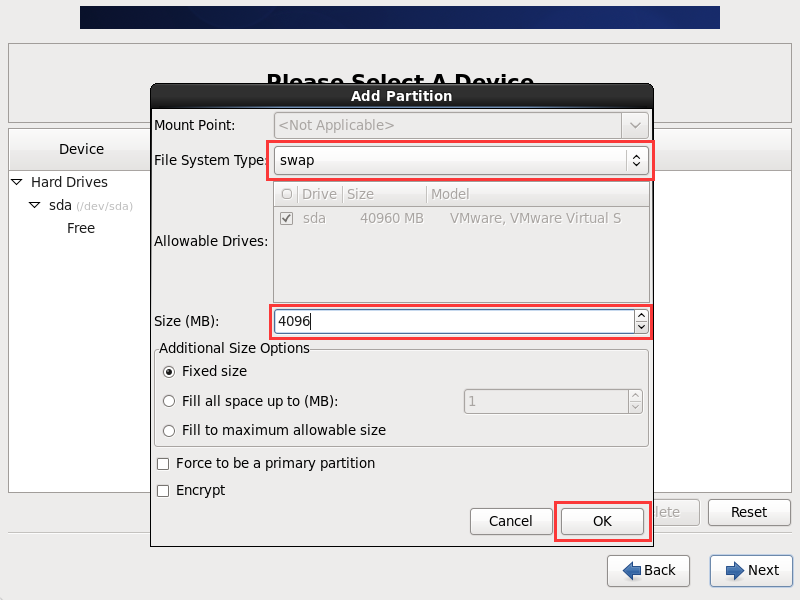 Please Select A Device
Add Partition
Mount Point:
<Not Applicable>
File System Type:
swap
Drive Size Model
sda 40960 MB VMware, VMware Virtual S
Allowable Drives:
Size (MB):
4096
Additional Size Options
Fixed size
Fill all space up to (MB):
1
Fill to maximum allowable size
Force to be a primary partition
Encrypt
Cancel
OK
Device
Hard Drives
sda (/dev/sda)
Free
Reset
Back
Next